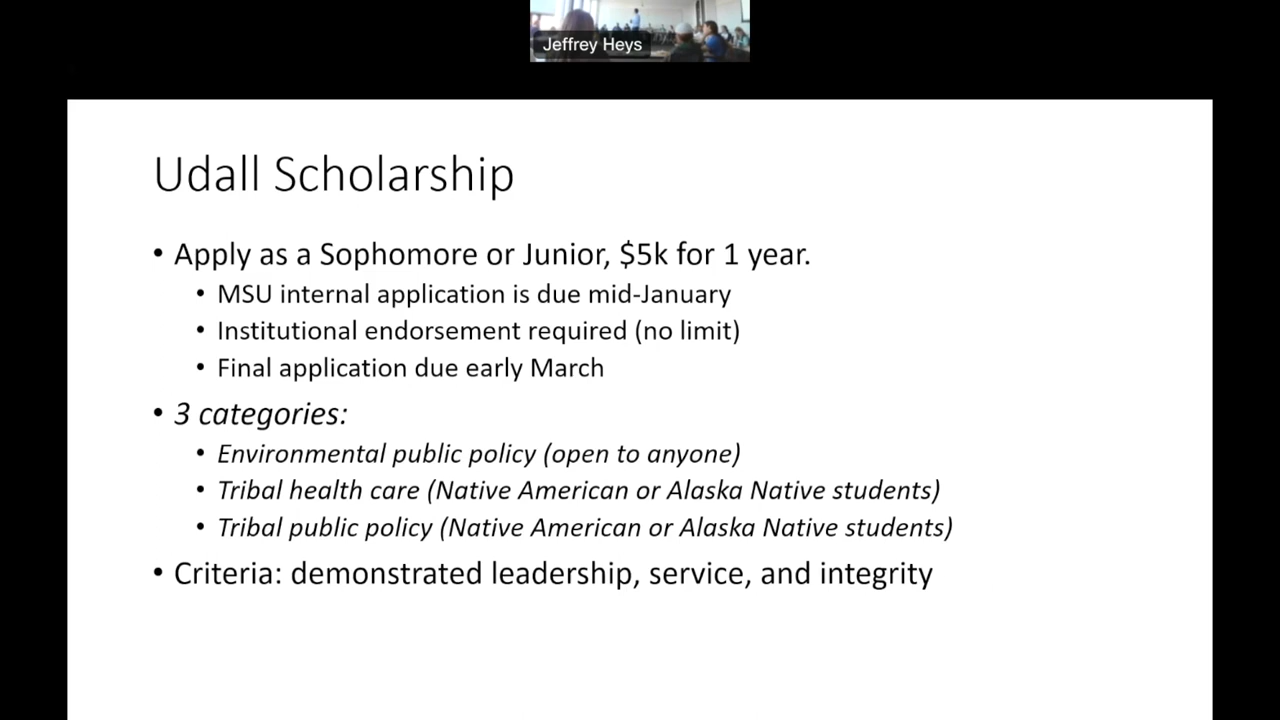 Jeffrey Heys
Udall Scholarship
• Apply as a Sophomore or Junior, $5k for 1 year.
• MSU internal application is due mid-January
• Institutional endorsement required (no limit)
• Final application due early March
• 3 categories:
• Environmental public policy (open to anyone)
• Tribal health care (Native American or Alaska Native students)
• Tribal public policy (Native American or Alaska Native students)
• Criteria: demonstrated leadership, service, and integrity